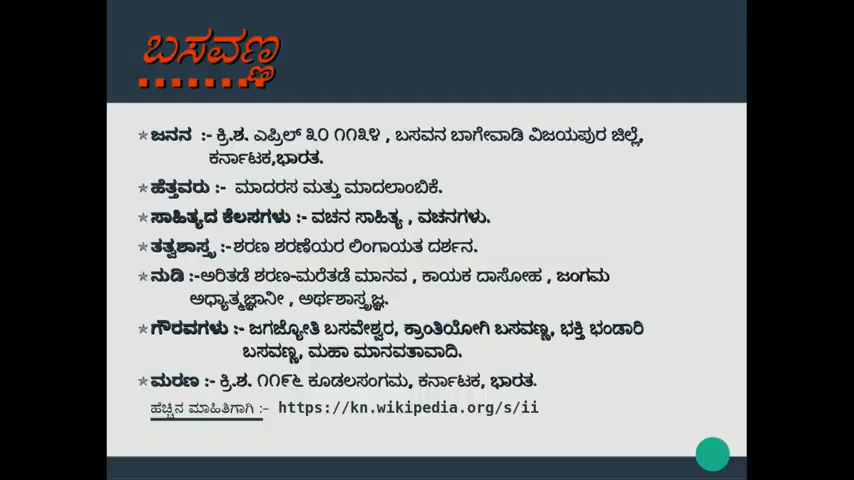 ಬಸವಣ್ಣ
ಜನನ :- ಕ್ರಿ.ಶ. ಎಪ್ರಿಲ್ ೩೦ ೧೧೩೪ , ಬಸವನ ಬಾಗೇವಾಡಿ ವಿಜಯಪುರ ಜಿಲ್ಲೆ,
ಕರ್ನಾಟಕ,ಭಾರತ.
ಹೆತ್ತವರು :- ಮಾದರಸ ಮತ್ತು ಮಾದಲಾಂಬಿಕೆ.
ಸಾಹಿತ್ಯದ ಕೆಲಸಗಳು :- ವಚನ ಸಾಹಿತ್ಯ , ವಚನಗಳು.
ತತ್ವಶಾಸ್ತ್ರ :-ಶರಣ ಶರಣೆಯರ ಲಿಂಗಾಯತ ದರ್ಶನ.
ನುಡಿ :-ಅರಿತಡೆ ಶರಣ-ಮರೆತಡೆ ಮಾನವ , ಕಾಯಕ ದಾಸೋಹ , ಜಂಗಮ
ಅಧ್ಯಾತ್ಮಜ್ಞಾನೀ , ಅರ್ಥಶಾಸ್ತ್ರಜ್ಞ.
ಗೌರವಗಳು :- ಜಗಜ್ಯೋತಿ ಬಸವೇಶ್ವರ, ಕ್ರಾಂತಿಯೋಗಿ ಬಸವಣ್ಣ, ಭಕ್ತಿ ಭಂಡಾರಿ
ಬಸವಣ್ಣ, ಮಹಾ ಮಾನವತಾವಾದಿ.
ಮರಣ :- ಕ್ರಿ.ಶ. ೧೧೯೬ ಕೂಡಲಸಂಗಮ, ಕರ್ನಾಟಕ, ಭಾರತ.
ಹೆಚ್ಚಿನ ಮಾಹಿತಿಗಾಗಿ :- https://kn.wikipedia.org/s/ii